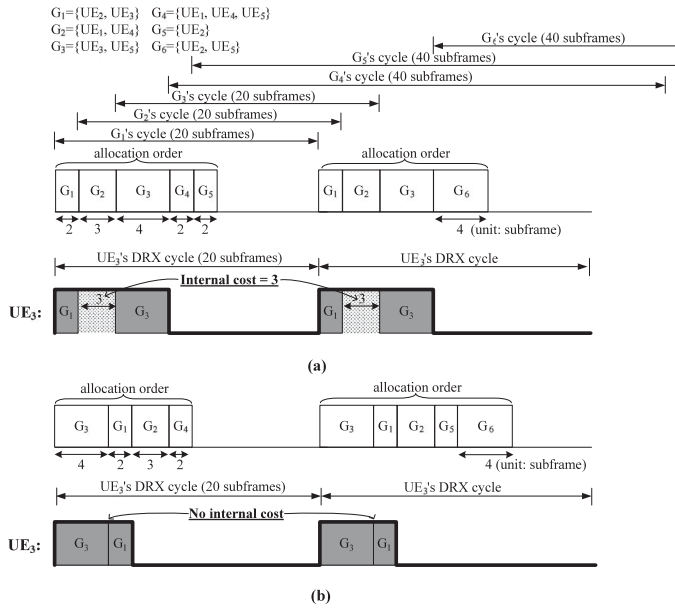 G1={UE2, UE3} G4={UE1, UE4, UE5}
G2={UE1, UE4} G5={UE2}
G3={UE3, UE5} G6={UE2, UE5}
G6's cycle (40 subframes)
G5's cycle (40 subframes)
G4's cycle (40 subframes)
G3's cycle (20 subframes)
G2's cycle (20 subframes)
G1's cycle (20 subframes)
allocation order allocation order
G1 G2 G3 G4 G5 G1 G2 G3 G6
2 3 4 2 2 4 (unit: subframe)
UE3's DRX cycle (20 subframes) UE3's DRX cycle
Internal cost = 3
3 3
UE3: G1 G3 G1 G3
(a)
allocation order allocation order
G3 G1 G2 G4 G3 G1 G2 G5 G6
4 2 3 2 4 (unit: subframe)
UE3's DRX cycle (20 subframes) UE3's DRX cycle
No internal cost
UE3: G3 G1 G3 G1
(b)